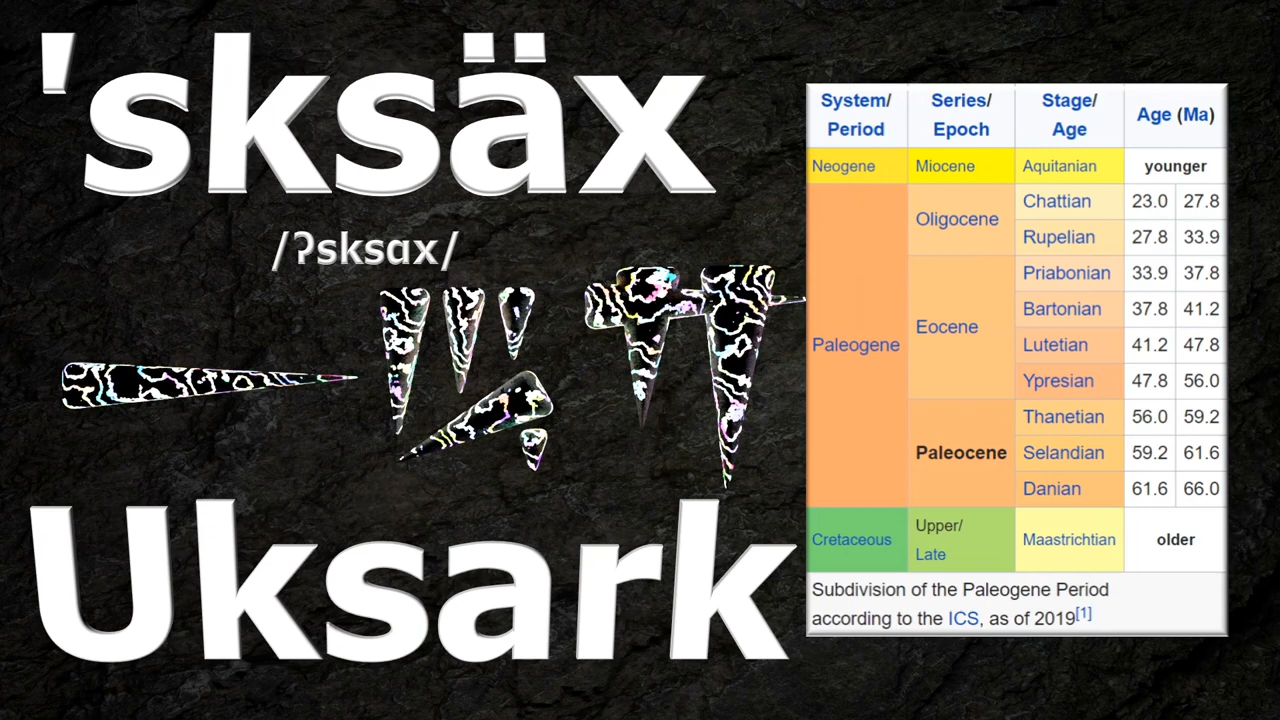 'sksäx
/ʔsksɑx/
Uksark
System/ Period Series/ Epoch Stage/ Age Age (Ma)
Neogene Miocene Aquitanian younger
Paleogene Oligocene Chattian 23.0 27.8
Rupelian 27.8 33.9
Eocene Priabonian 33.9 37.8
Bartonian 37.8 41.2
Lutetian 41.2 47.8
Ypresian 47.8 56.0
Paleocene Thanetian 56.0 59.2
Selandian 59.2 61.6
Danian 61.6 66.0
Cretaceous Upper/ Late Maastrichtian older
Subdivision of the Paleogene Period
according to the ICS, as of 2019[1]